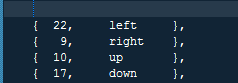 {  22,      left      },
{   9,      right     },
{  10,      up        },
{  17,      down      },